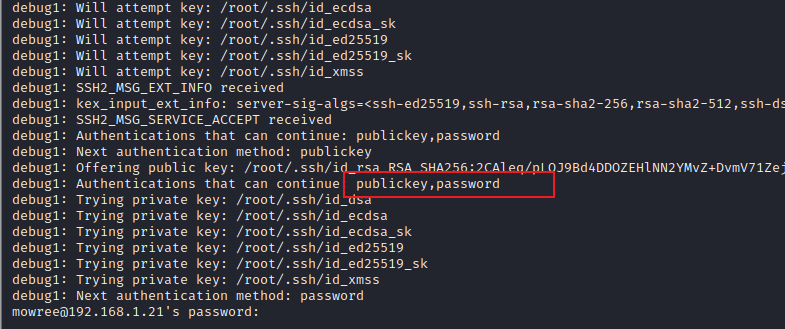 debug1: Will attempt key: /root/.ssh/id_ecdsa
debug1: Will attempt key: /root/.ssh/id_ecdsa_sk
debug1: Will attempt key: /root/.ssh/id_ed25519
debug1: Will attempt key: /root/.ssh/id_ed25519_sk
debug1: Will attempt key: /root/.ssh/id_xmss
debug1: SSH2_MSG_EXT_INFO received
debug1: kex_input_ext_info: server-sig-algs=<ssh-ed25519,ssh-rsa,rsa-sha2-256,rsa-sha2-512,ssh-ds
debug1: SSH2_MSG_SERVICE_ACCEPT received
debug1: Authentications that can continue: publickey,password
debug1: Next authentication method: publickey
debug1: Offering public key: /root/.ssh/id_rsa RSA SHA256:2CAleq/pLOJ9Bd4DDOZEHlNN2YMvZ+DvmV71Zej
debug1: Authentications that can continue: publickey,password
debug1: Trying private key: /root/.ssh/id_dsa
debug1: Trying private key: /root/.ssh/id_ecdsa
debug1: Trying private key: /root/.ssh/id_ecdsa_sk
debug1: Trying private key: /root/.ssh/id_ed25519
debug1: Trying private key: /root/.ssh/id_ed25519_sk
debug1: Trying private key: /root/.ssh/id_xmss
debug1: Next authentication method: password
mowree@192.168.1.21's password: